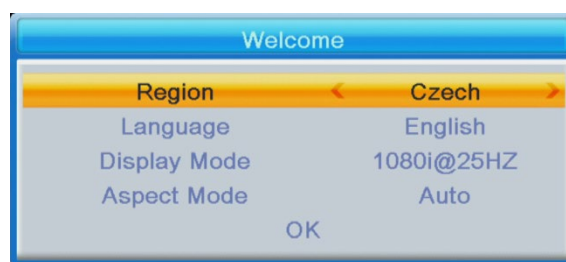 Welcome
Region Czech
Language English
Display Mode 1080i@25HZ
Aspect Mode Auto
OK